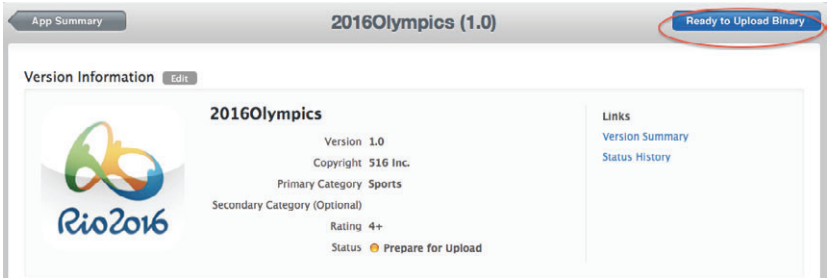 App Summary
2016Olympics (1.0)
Ready to Upload Binary
Version Information Edit
2016Olympics
Version 1.0
Copyright 516 Inc.
Primary Category Sports
Secondary Category (Optional)
Rating 4+
Status Prepare for Upload
Links
Version Summary
Status History
Rio2016